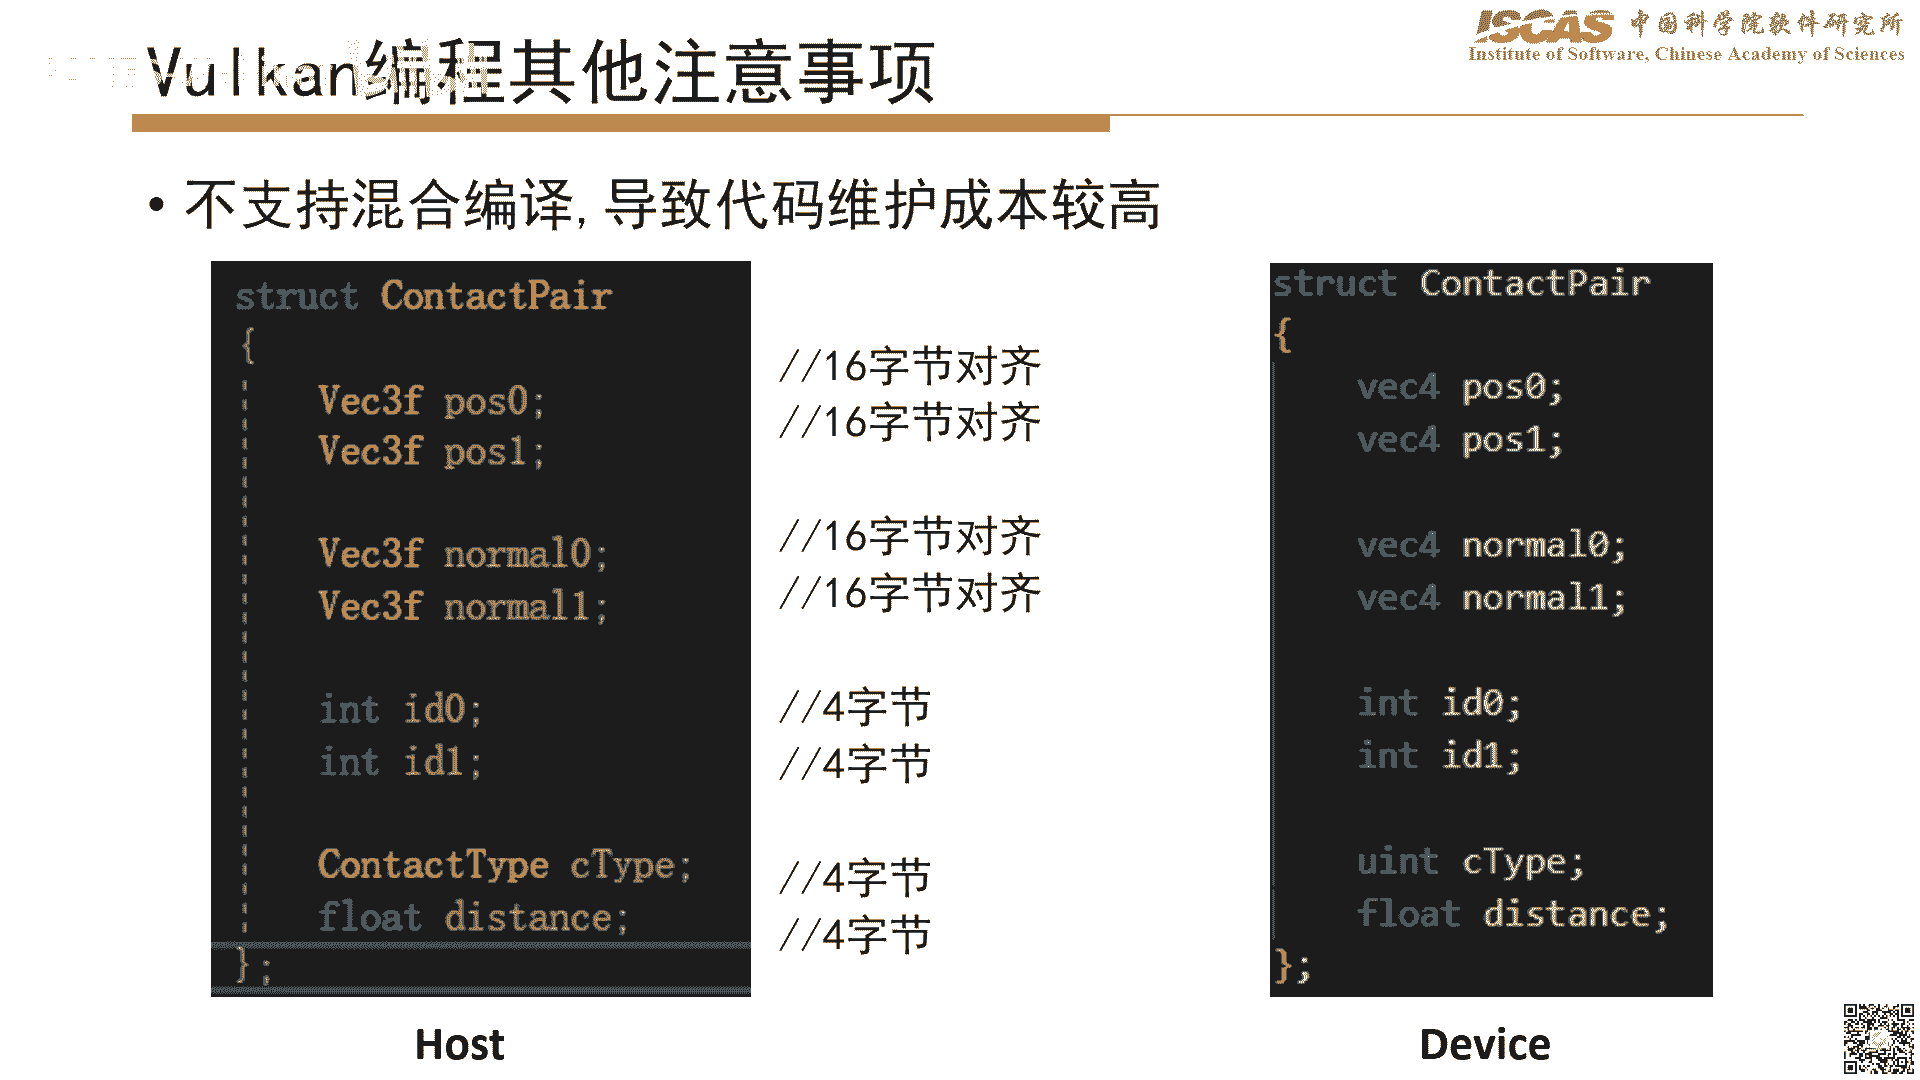 Vulkan编程其他注意事项
ISCAS 中国科学院软件研究所
Institute of Software, Chinese Academy of Sciences
• 不支持混合编译,导致代码维护成本较高
struct ContactPair
{
Vec3f pos0;
Vec3f pos1;
Vec3f normal0;
Vec3f normal1;
int id0;
int id1;
ContactType cType;
float distance;
};
//16字节对齐
//16字节对齐
//16字节对齐
//16字节对齐
//4字节
//4字节
//4字节
//4字节
struct ContactPair
{
vec4 pos0;
vec4 pos1;
vec4 normal0;
vec4 normal1;
int id0;
int id1;
uint cType;
float distance;
};
Host
Device